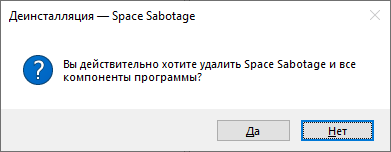 Деинсталляция — Space Sabotage
Вы действительно хотите удалить Space Sabotage и все
компоненты программы?
Да
Нет